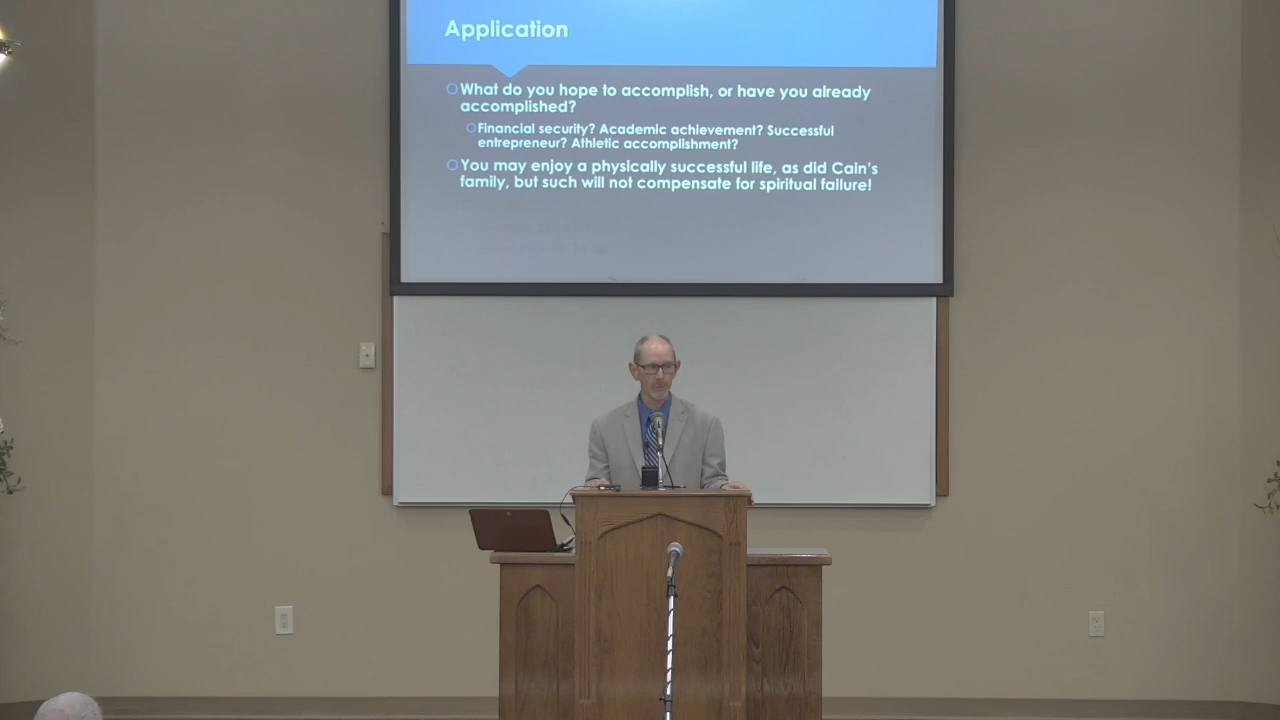 Application
What do you hope to accomplish, or have you already
accomplished?
Financial security? Academic achievement? Successful
entrepreneur? Athletic accomplishment?
You may enjoy a physically successful life, as did Cain's
family, but such will not compensate for spiritual failure!